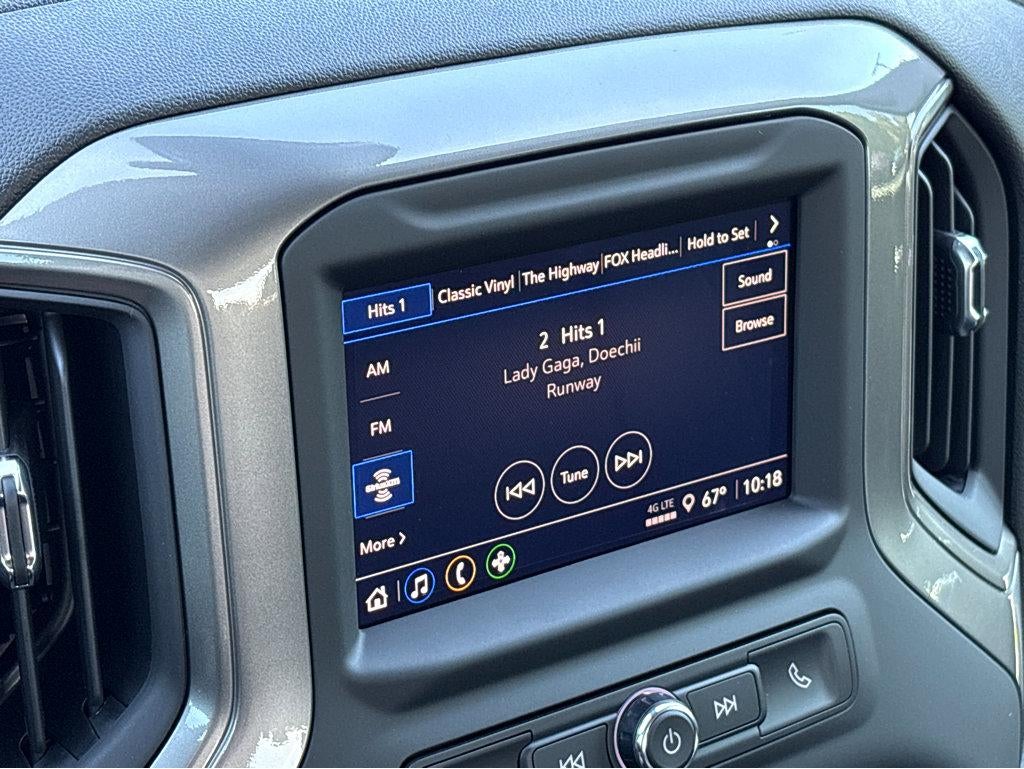 Hits 1 Classic Vinyl The Highway FOX Headli... Hold to Set
Sound
2 Hits 1
Browse
AM
Lady Gaga, Doechii
Runway
FM
SiriusXM
Tune
More
4G LTE 67° 10:18